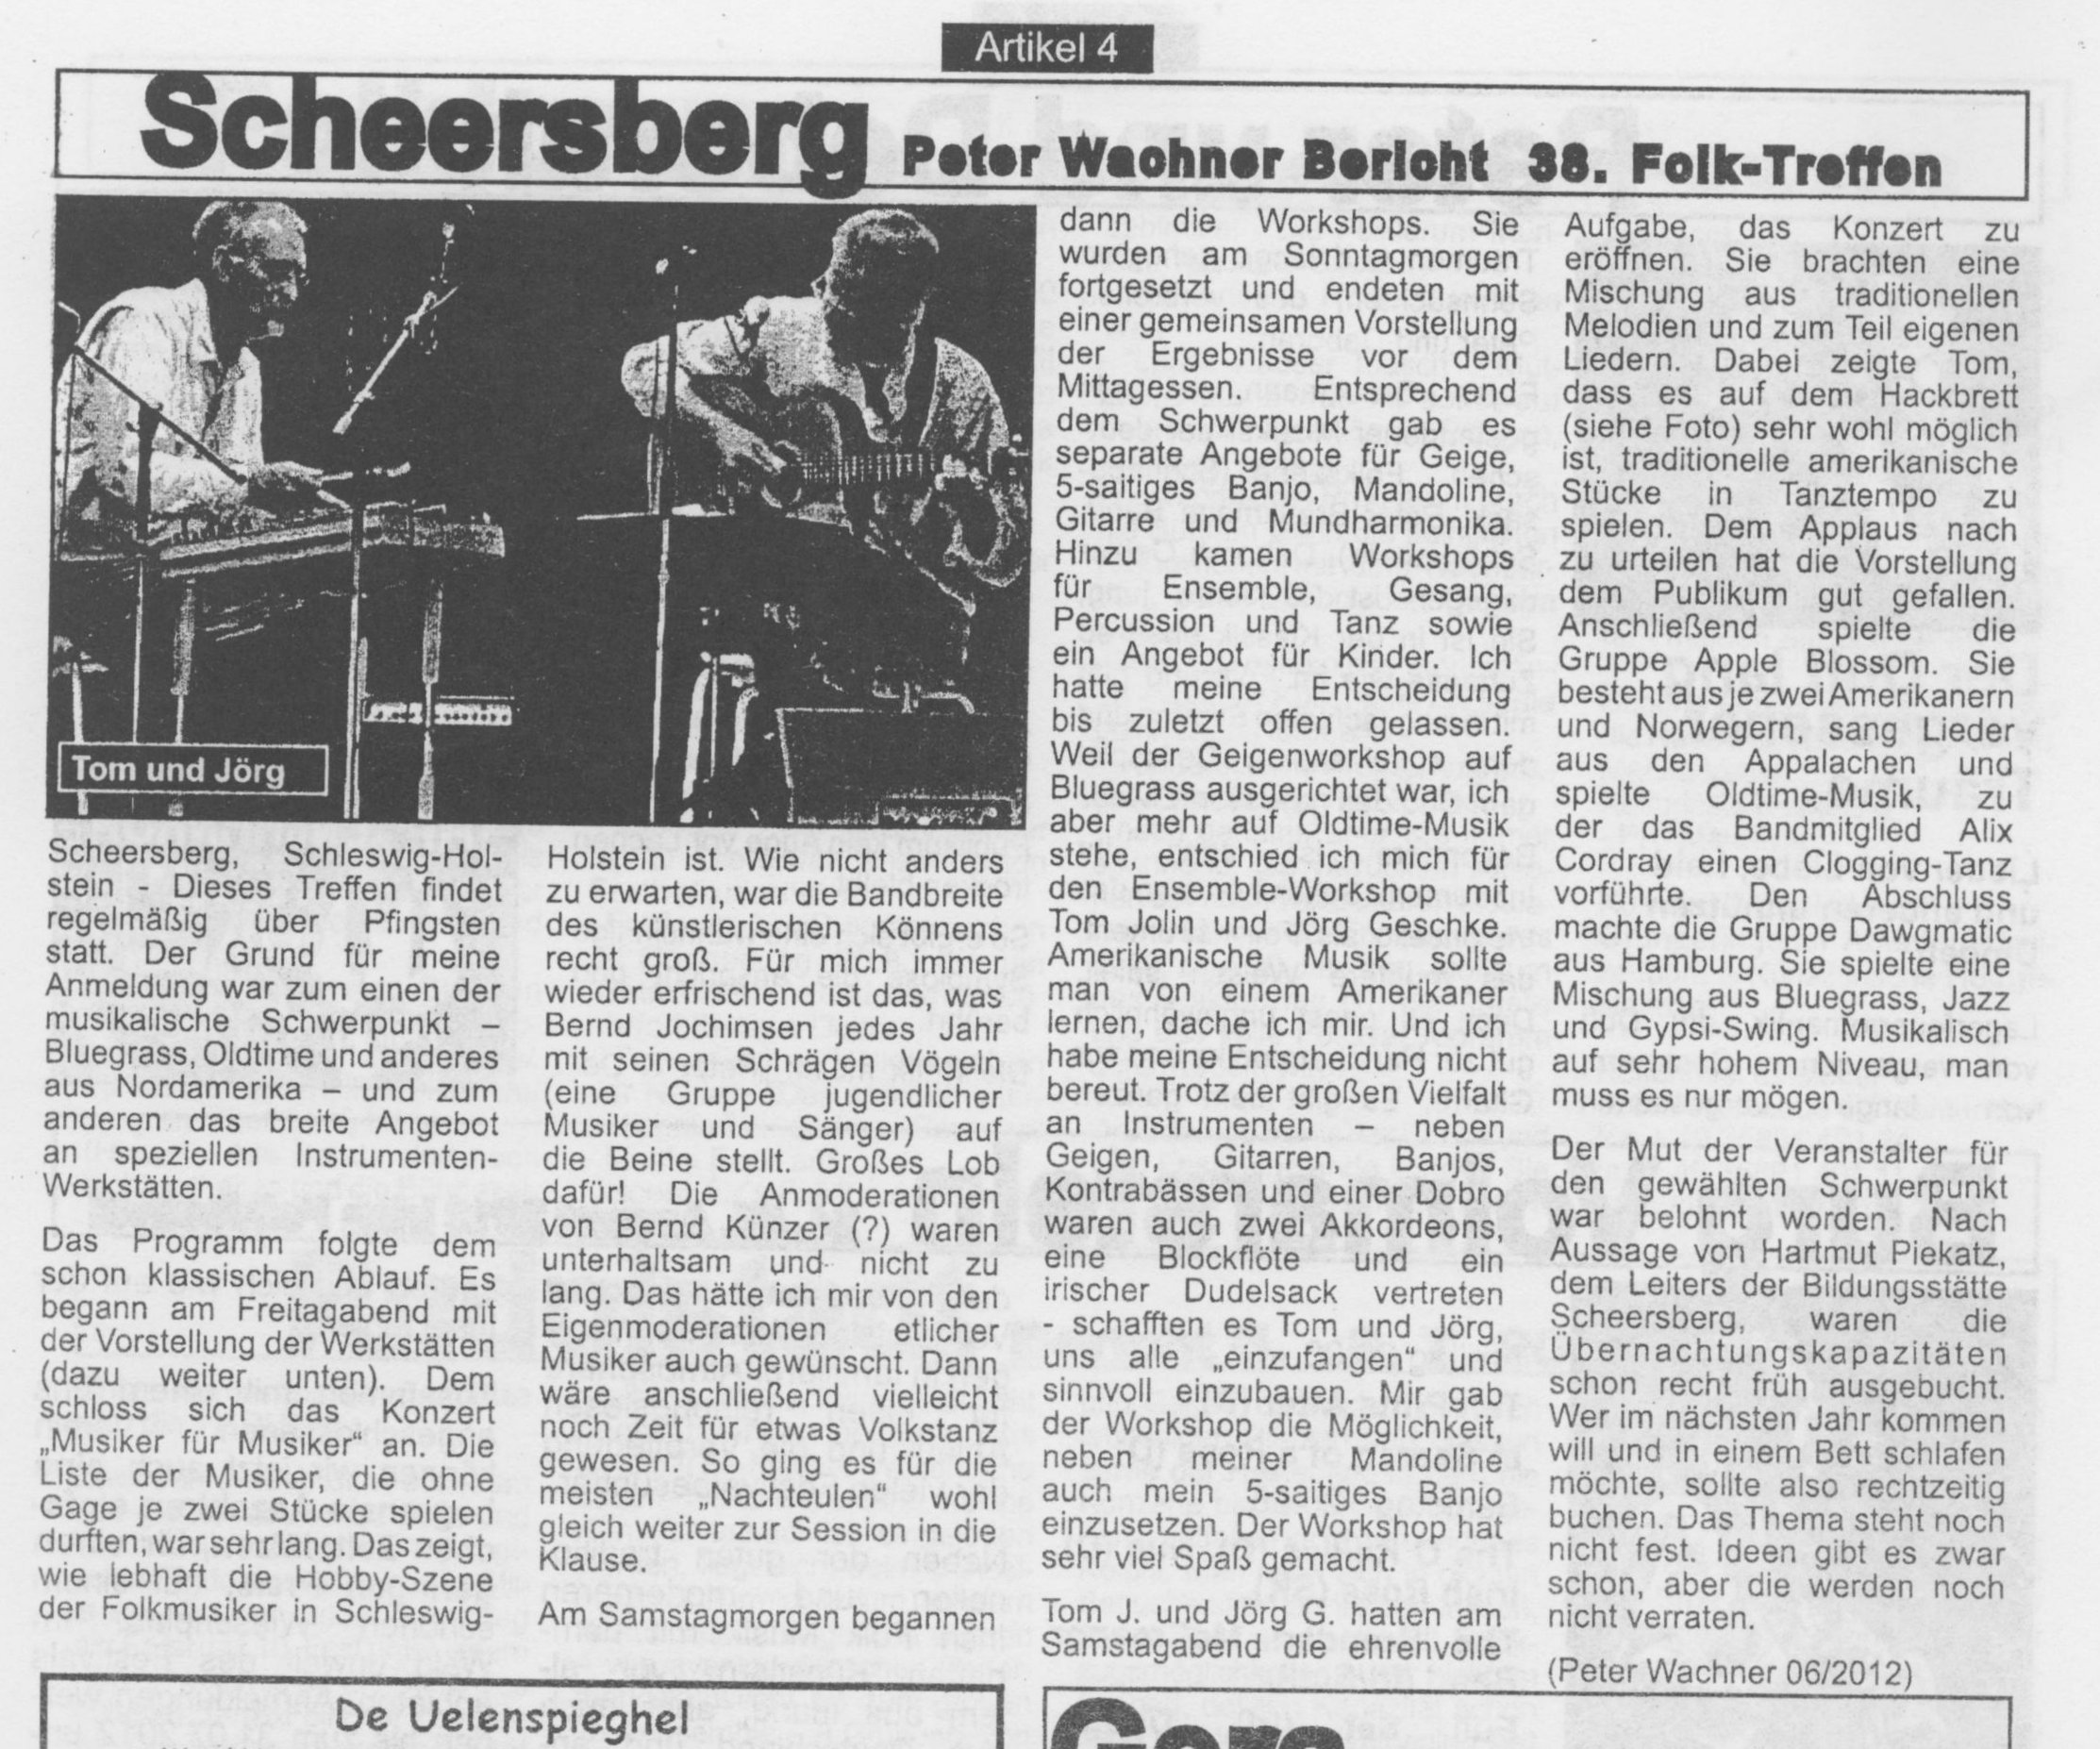 Artikel 4
Scheersberg Peter Wachner Bericht 38. Folk-Treffen
Tom und Jörg
Scheersberg, Schleswig-Hol-
stein - Dieses Treffen findet
regelmäßig über Pfingsten
statt. Der Grund für meine
Anmeldung war zum einen der
musikalische Schwerpunkt –
Bluegrass, Oldtime und anderes
aus Nordamerika – und zum
anderen das breite Angebot
an speziellen Instrumenten-
Werkstätten.
Das Programm folgte dem
schon klassischen Ablauf. Es
begann am Freitagabend mit
der Vorstellung der Werkstätten
(dazu weiter unten). Dem
schloss sich das Konzert
„Musiker für Musiker“ an. Die
Liste der Musiker, die ohne
Gage je zwei Stücke spielen
durften, war sehr lang. Das zeigt,
wie lebhaft die Hobby-Szene
der Folkmusiker in Schleswig-
Holstein ist. Wie nicht anders
zu erwarten, war die Bandbreite
des künstlerischen Könnens
recht groß. Für mich immer
wieder erfrischend ist das, was
Bernd Jochimsen jedes Jahr
mit seinen Schrägen Vögeln
(eine Gruppe jugendlicher
Musiker und Sänger) auf
die Beine stellt. Großes Lob
dafür! Die Anmoderationen
von Bernd Künzer (?) waren
unterhaltsam und nicht zu
lang. Das hätte ich mir von den
Eigenmoderationen etlicher
Musiker auch gewünscht. Dann
wäre anschließend vielleicht
noch Zeit für etwas Volkstanz
gewesen. So ging es für die
meisten „Nachteulen“ wohl
gleich weiter zur Session in die
Klause.
Am Samstagmorgen begannen
dann die Workshops. Sie
wurden am Sonntagmorgen
fortgesetzt und endeten mit
einer gemeinsamen Vorstellung
der Ergebnisse vor dem
Mittagessen. Entsprechend
dem Schwerpunkt gab es
separate Angebote für Geige,
5-saitiges Banjo, Mandoline,
Gitarre und Mundharmonika.
Hinzu kamen Workshops
für Ensemble, Gesang,
Percussion und Tanz sowie
ein Angebot für Kinder. Ich
hatte meine Entscheidung
bis zuletzt offen gelassen.
Weil der Geigenworkshop auf
Bluegrass ausgerichtet war, ich
aber mehr auf Oldtime-Musik
stehe, entschied ich mich für
den Ensemble-Workshop mit
Tom Jolin und Jörg Geschke.
Amerikanische Musik sollte
man von einem Amerikaner
lernen, dache ich mir. Und ich
habe meine Entscheidung nicht
bereut. Trotz der großen Vielfalt
an Instrumenten – neben
Geigen, Gitarren, Banjos,
Kontrabässen und einer Dobro
waren auch zwei Akkordeons,
eine Blockflöte und ein
irischer Dudelsack vertreten
- schafften es Tom und Jörg,
uns alle „einzufangen“ und
sinnvoll einzubauen. Mir gab
der Workshop die Möglichkeit,
neben meiner Mandoline
auch mein 5-saitiges Banjo
einzusetzen. Der Workshop hat
sehr viel Spaß gemacht.
Tom J. und Jörg G. hatten am
Samstagabend die ehrenvolle
Aufgabe, das Konzert zu
eröffnen. Sie brachten eine
Mischung aus traditionellen
Melodien und zum Teil eigenen
Liedern. Dabei zeigte Tom,
dass es auf dem Hackbrett
(siehe Foto) sehr wohl möglich
ist, traditionelle amerikanische
Stücke in Tanztempo zu
spielen. Dem Applaus nach
zu urteilen hat die Vorstellung
dem Publikum gut gefallen.
Anschließend spielte die
Gruppe Apple Blossom. Sie
besteht aus je zwei Amerikanern
und Norwegern, sang Lieder
aus den Appalachen und
spielte Oldtime-Musik, zu
der das Bandmitglied Alix
Cordray einen Clogging-Tanz
vorführte. Den Abschluss
machte die Gruppe Dawgmatic
aus Hamburg. Sie spielte eine
Mischung aus Bluegrass, Jazz
und Gypsi-Swing. Musikalisch
auf sehr hohem Niveau, man
muss es nur mögen.
Der Mut der Veranstalter für
den gewählten Schwerpunkt
war belohnt worden. Nach
Aussage von Hartmut Piekatz,
dem Leiters der Bildungsstätte
Scheersberg, waren die
Übernachtungskapazitäten
schon recht früh ausgebucht.
Wer im nächsten Jahr kommen
will und in einem Bett schlafen
möchte, sollte also rechtzeitig
buchen. Das Thema steht noch
nicht fest. Ideen gibt es zwar
schon, aber die werden noch
nicht verraten.
(Peter Wachner 06/2012)
De Uelenspieghel